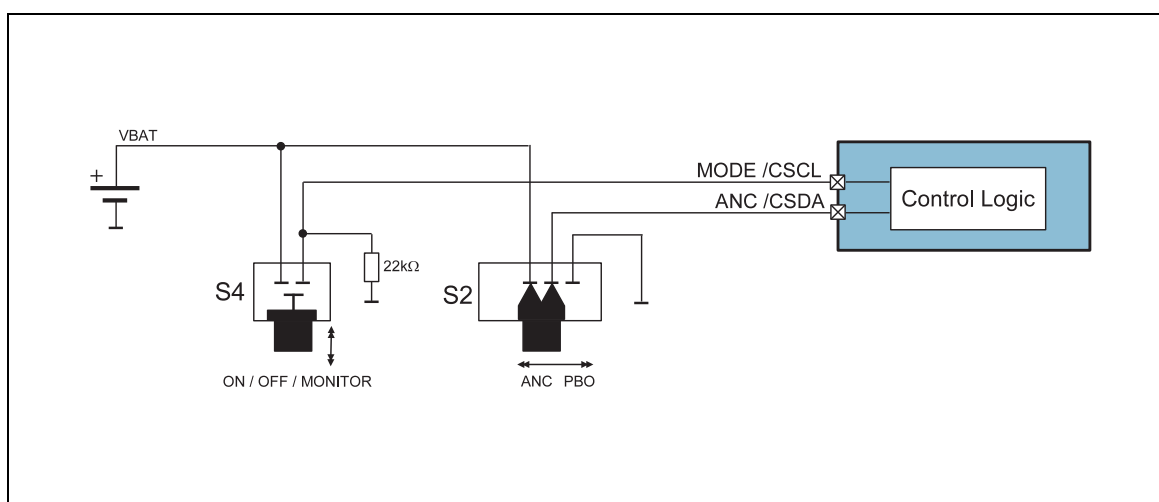 VBAT
+
MODE /CSCL
ANC /CSDA
Control Logic
S4
22kΩ
S2
ON / OFF / MONITOR
ANC PBO